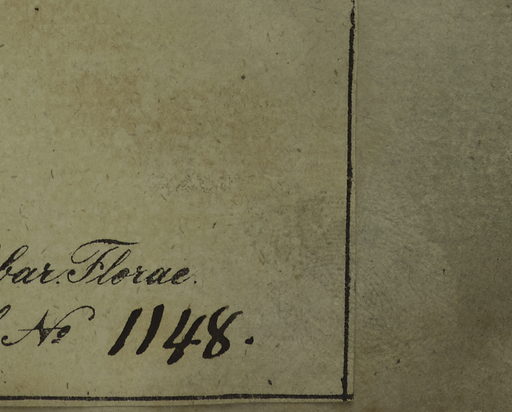 bar. Florae.
No 1148.